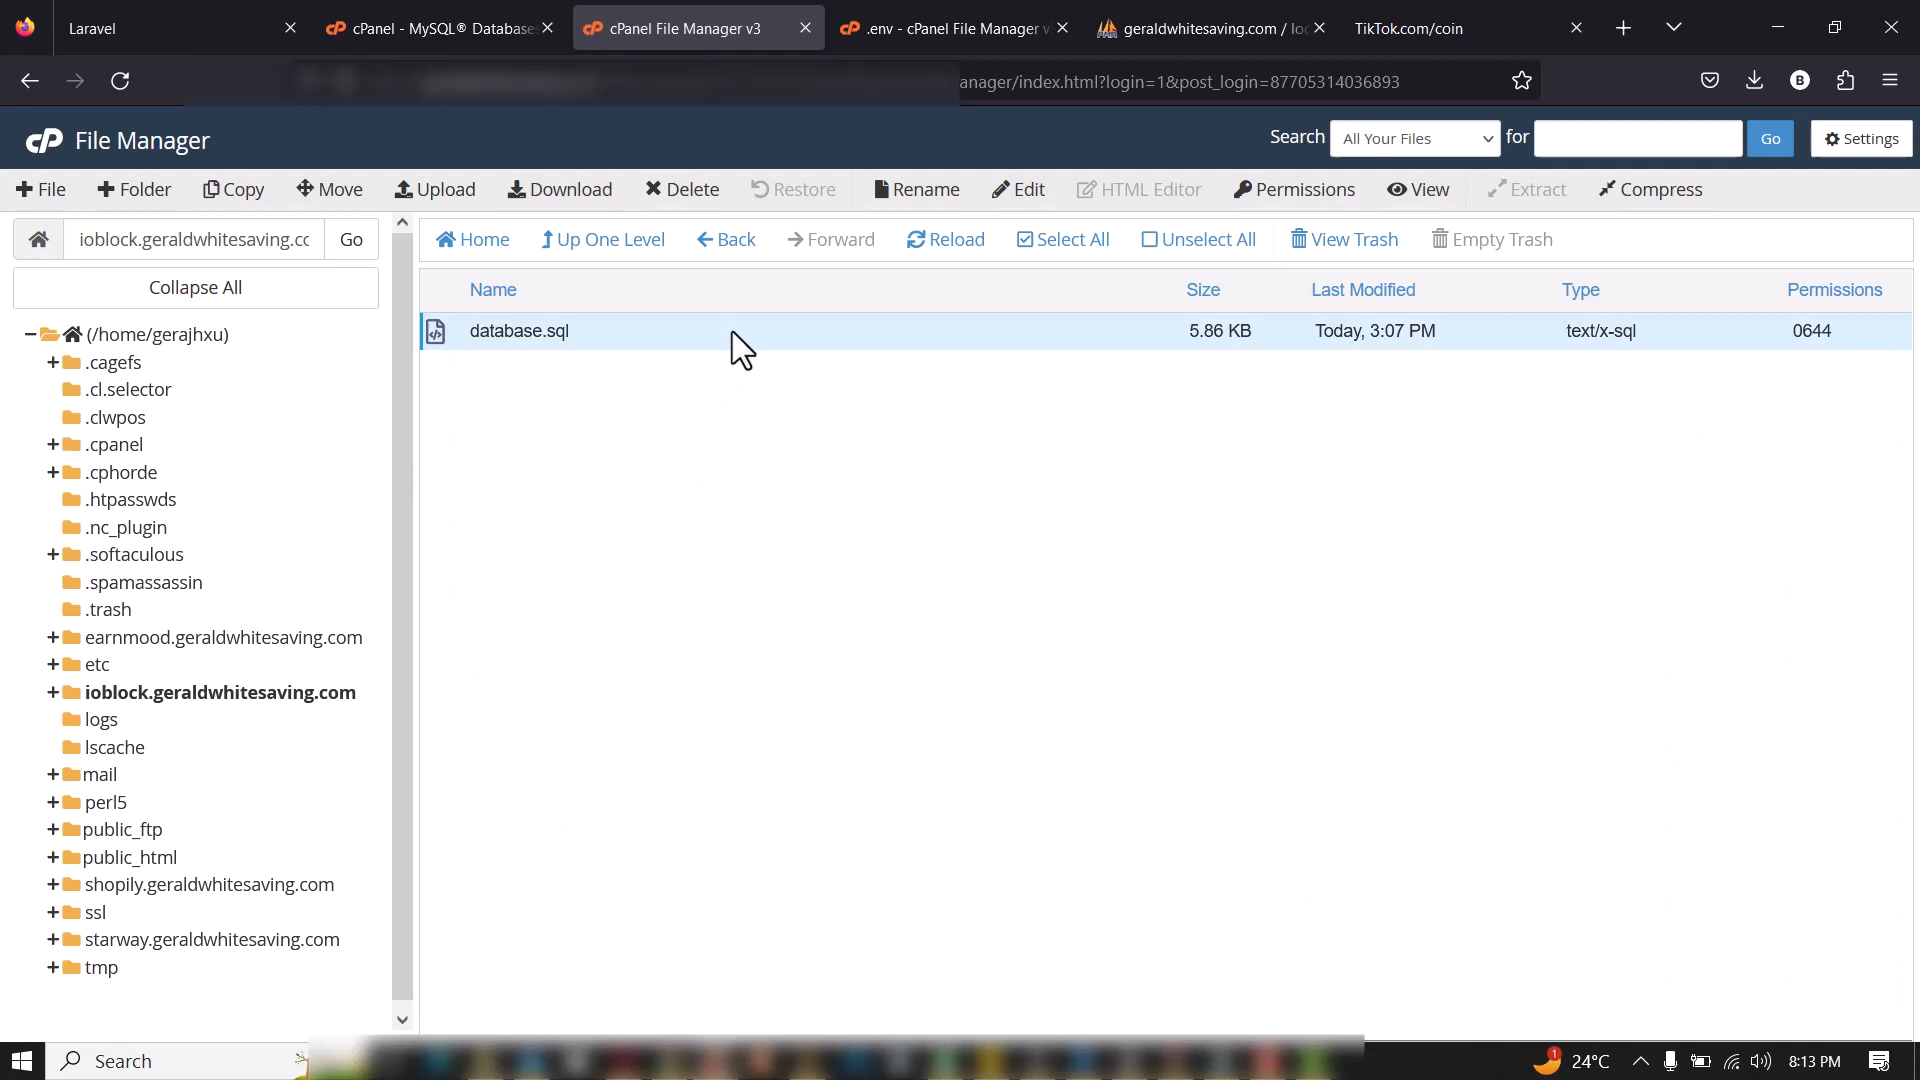 Laravel
cPanel - MySQL® Database
cPanel File Manager v3
.env - cPanel File Manager v
geraldwhitesaving.com / loc
TikTok.com/coin
anager/index.html?login=1&post_login=87705314036893
B
cP File Manager
Search All Your Files for Go Settings
File Folder Copy Move Upload Download Delete Restore Rename Edit HTML Editor Permissions View Extract Compress
ioblock.geraldwhitesaving.cc Go
Home Up One Level Back Forward Reload Select All Unselect All View Trash Empty Trash
Collapse All
Name Size Last Modified Type Permissions
database.sql 5.86 KB Today, 3:07 PM text/x-sql 0644
(/home/gerajhxu)
.cagefs
.cl.selector
.clwpos
.cpanel
.cphorde
.htpasswds
.nc_plugin
.softaculous
.spamassassin
.trash
earnmood.geraldwhitesaving.com
etc
ioblock.geraldwhitesaving.com
logs
lscache
mail
perl5
public_ftp
public_html
shopily.geraldwhitesaving.com
ssl
starway.geraldwhitesaving.com
tmp
Search
1 24°C 8:13 PM